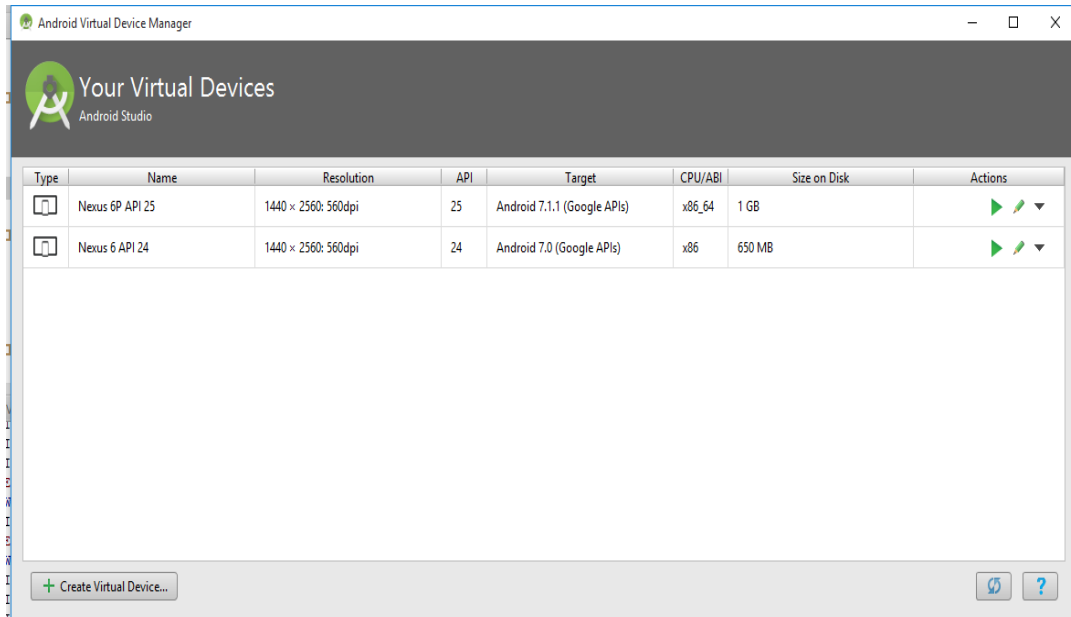 Android Virtual Device Manager
Your Virtual Devices
Android Studio
Type Name Resolution API Target CPU/ABI Size on Disk Actions
Nexus 6P API 25 1440 × 2560: 560dpi 25 Android 7.1.1 (Google APIs) x86_64 1 GB
Nexus 6 API 24 1440 × 2560: 560dpi 24 Android 7.0 (Google APIs) x86 650 MB
+ Create Virtual Device... ?